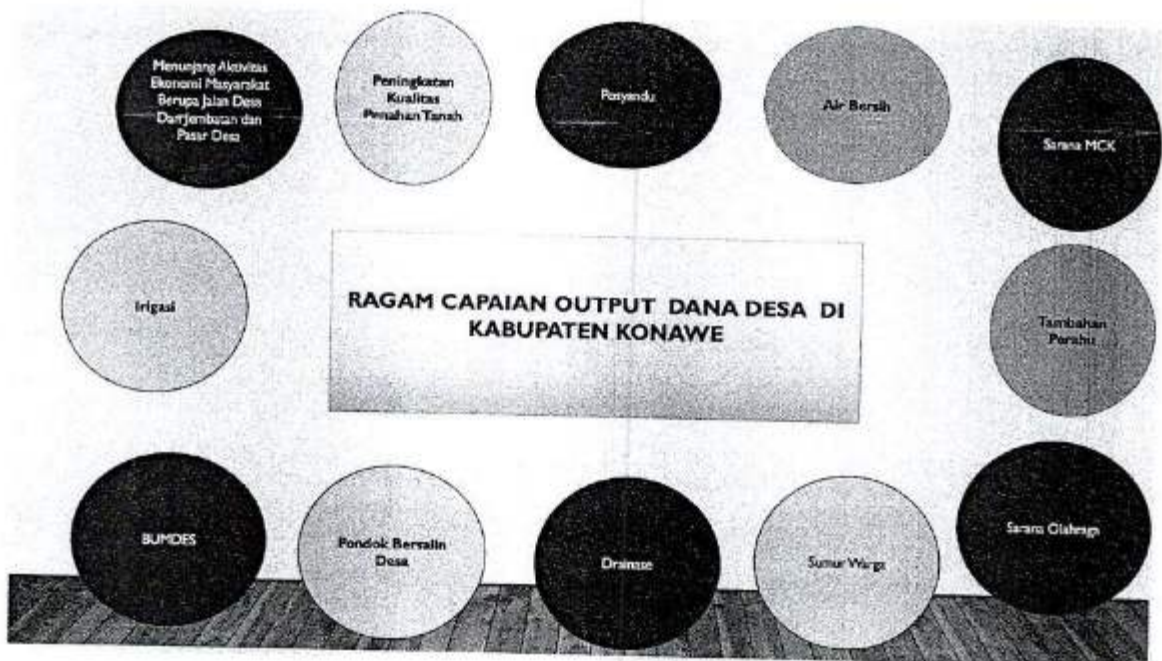 Menunjang Aktivitas
Ekonomi Masyarakat
Berupa Jalan Desa
Dan Jembatan dan
Pasar Desa
Peningkatan
Kualitas
Penahan Tanah
Posyandu
Air Bersih
Sarana MCK
Irigasi
RAGAM CAPAIAN OUTPUT DANA DESA DI
KABUPATEN KONAWE
Tambahan
Perahu
BUMDES
Pondok Bersalin
Desa
Drainase
Sumur Warga
Sarana Olahraga